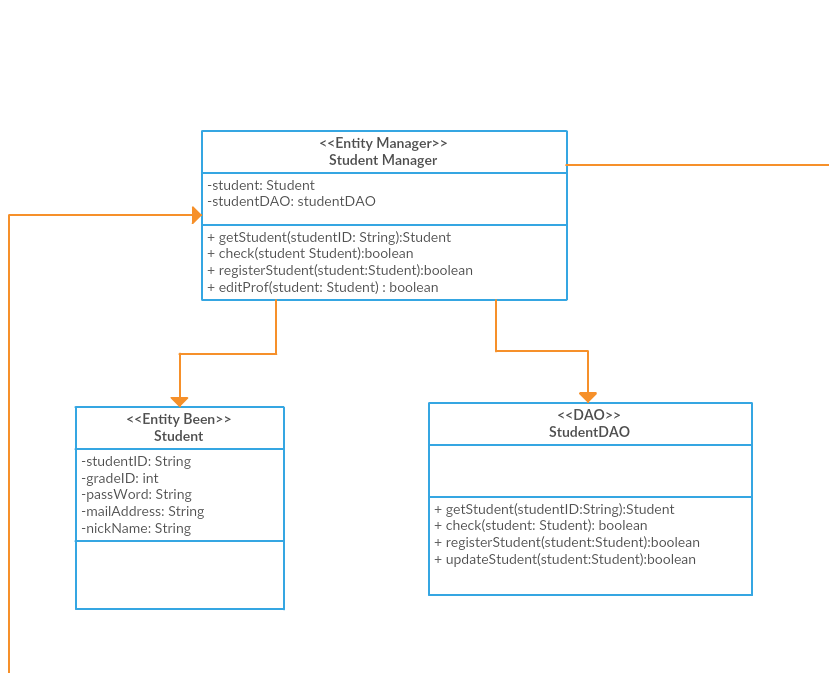 <<Entity Manager>>
Student Manager
-student: Student
-studentDAO: studentDAO
+ getStudent(studentID: String):Student
+ check(student Student):boolean
+ registerStudent(student:Student):boolean
+ editProf(student: Student) : boolean
<<Entity Been>>
Student
-studentID: String
-gradeID: int
-passWord: String
-mailAddress: String
-nickName: String
<<DAO>>
StudentDAO
+ getStudent(studentID:String):Student
+ check(student: Student): boolean
+ registerStudent(student:Student):boolean
+ updateStudent(student:Student):boolean